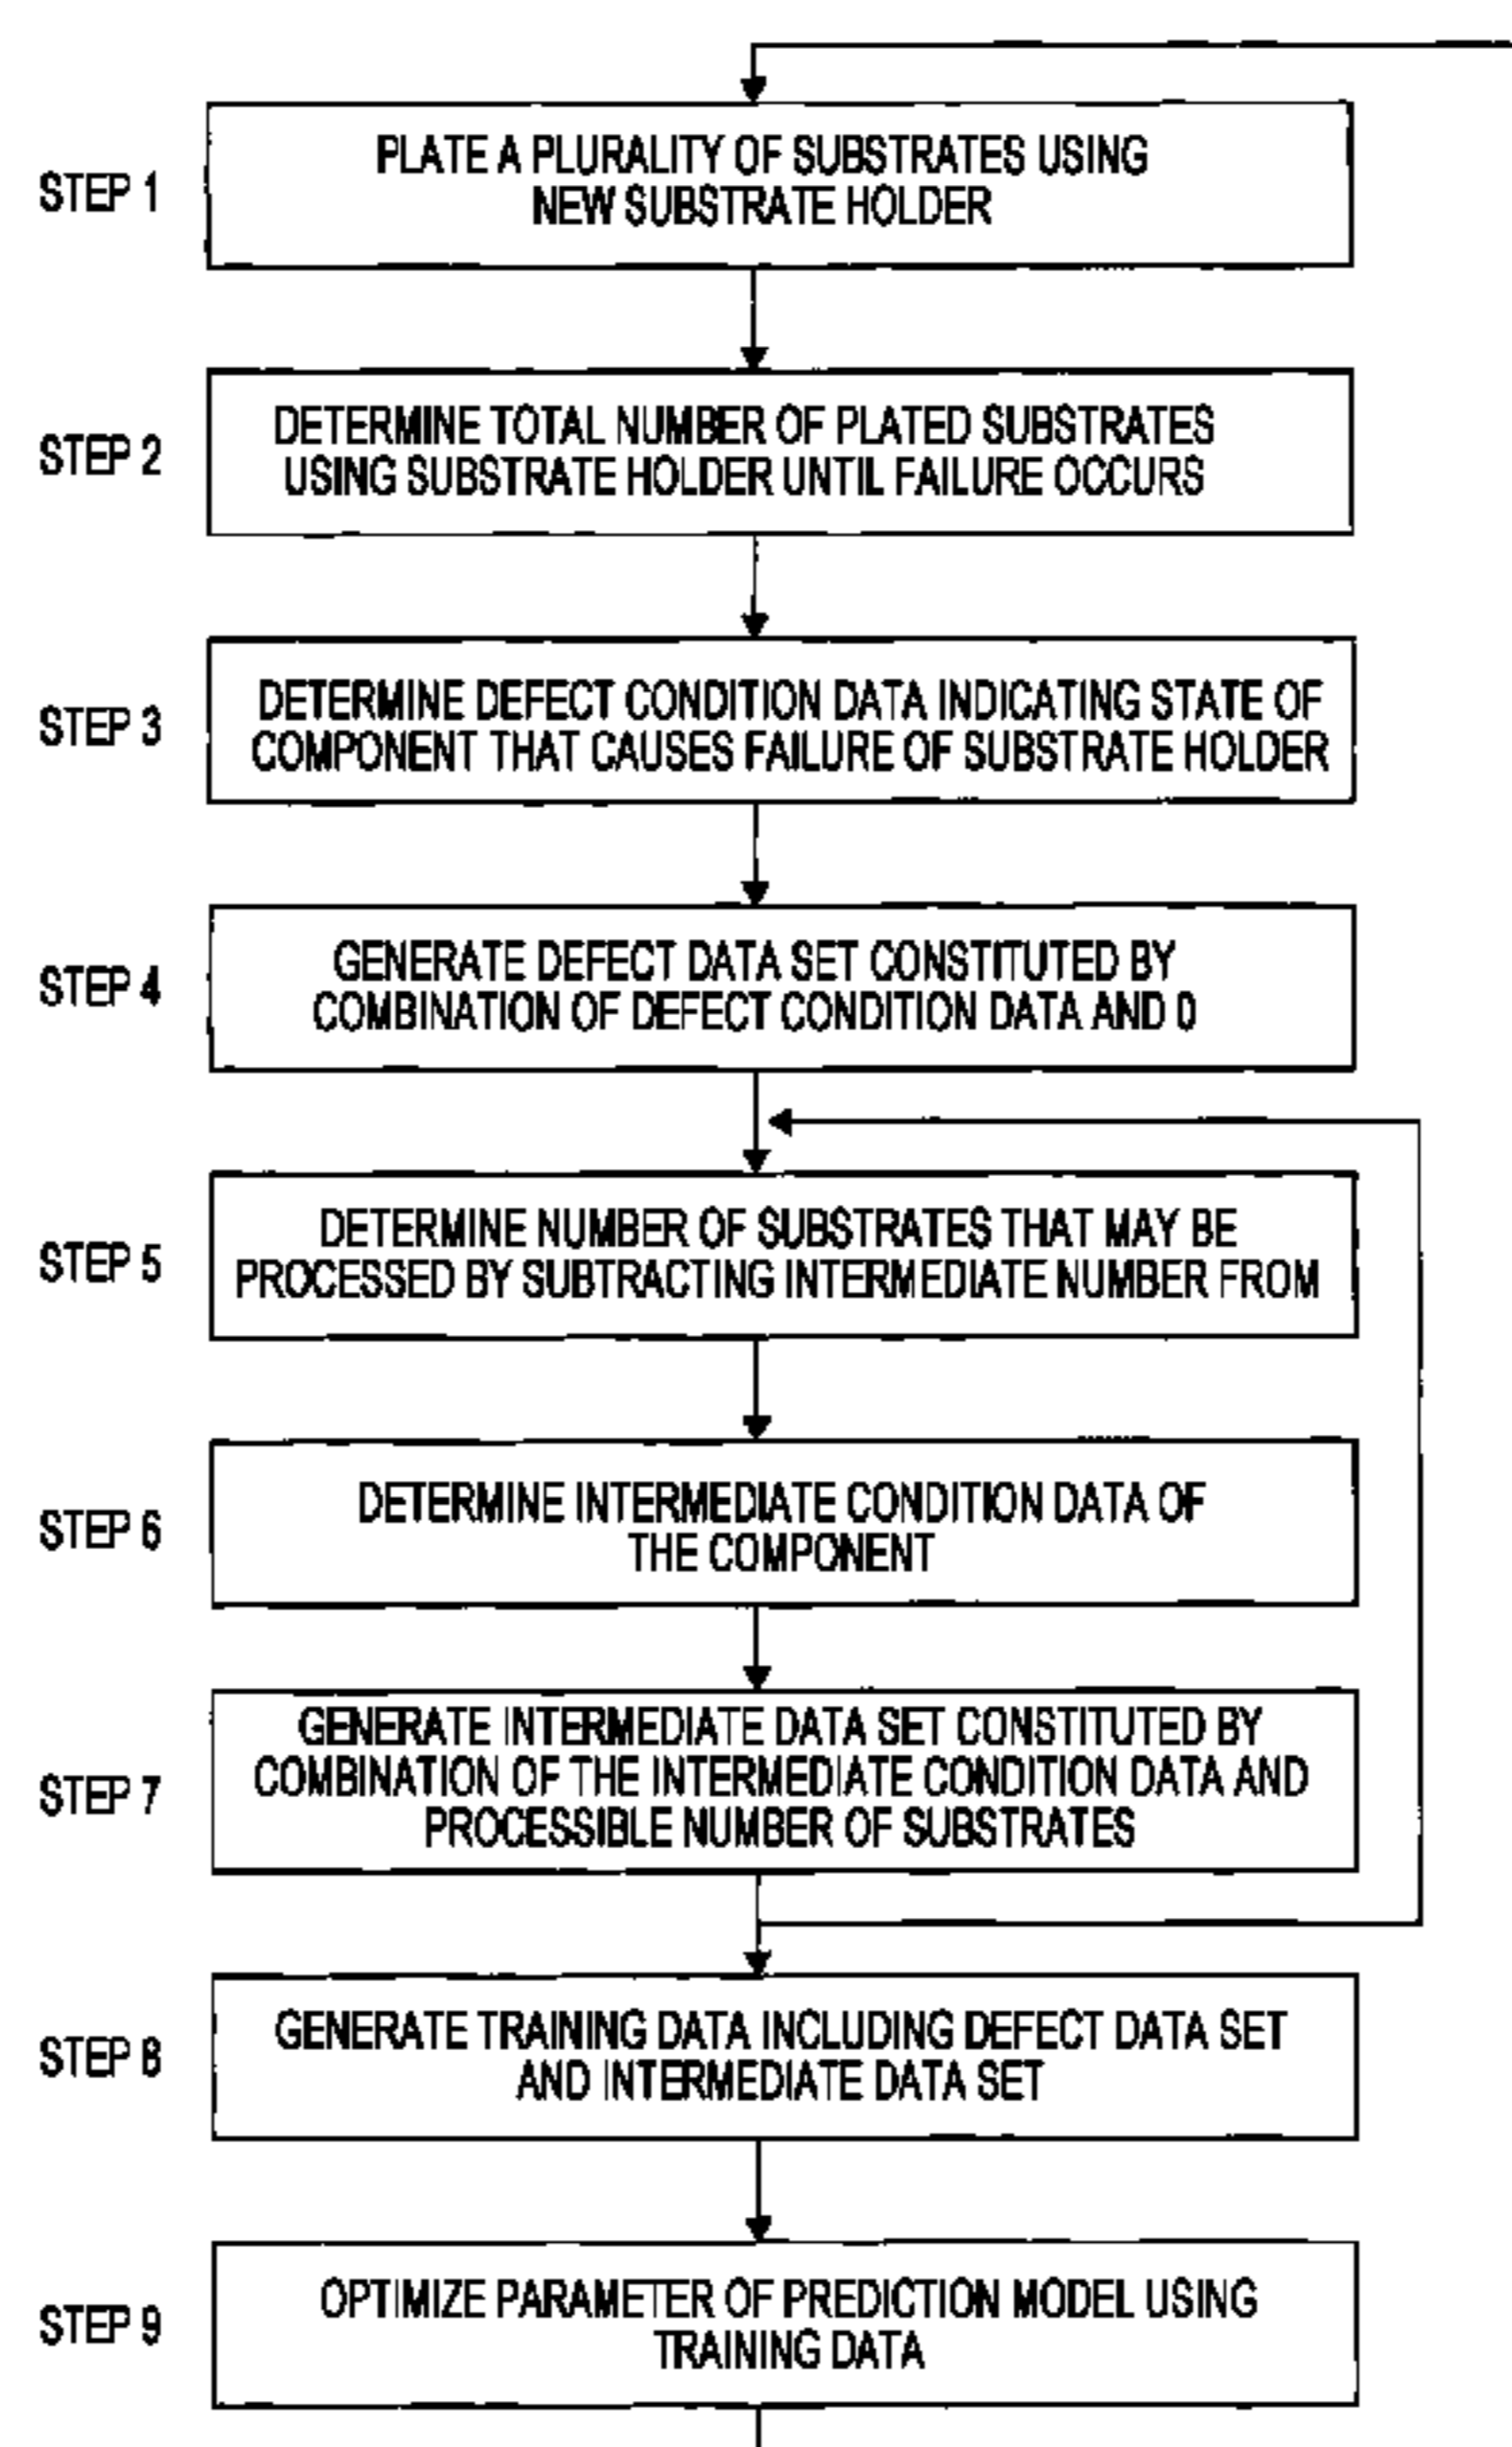 STEP 1
PLATE A PLURALITY OF SUBSTRATES USING
NEW SUBSTRATE HOLDER
STEP 2
DETERMINE TOTAL NUMBER OF PLATED SUBSTRATES
USING SUBSTRATE HOLDER UNTIL FAILURE OCCURS
STEP 3
DETERMINE DEFECT CONDITION DATA INDICATING STATE OF
COMPONENT THAT CAUSES FAILURE OF SUBSTRATE HOLDER
STEP 4
GENERATE DEFECT DATA SET CONSTITUTED BY
COMBINATION OF DEFECT CONDITION DATA AND 0
STEP 5
DETERMINE NUMBER OF SUBSTRATES THAT MAY BE
PROCESSED BY SUBTRACTING INTERMEDIATE NUMBER FROM
STEP 6
DETERMINE INTERMEDIATE CONDITION DATA OF
THE COMPONENT
STEP 7
GENERATE INTERMEDIATE DATA SET CONSTITUTED BY
COMBINATION OF THE INTERMEDIATE CONDITION DATA AND
PROCESSIBLE NUMBER OF SUBSTRATES
STEP 8
GENERATE TRAINING DATA INCLUDING DEFECT DATA SET
AND INTERMEDIATE DATA SET
STEP 9
OPTIMIZE PARAMETER OF PREDICTION MODEL USING
TRAINING DATA